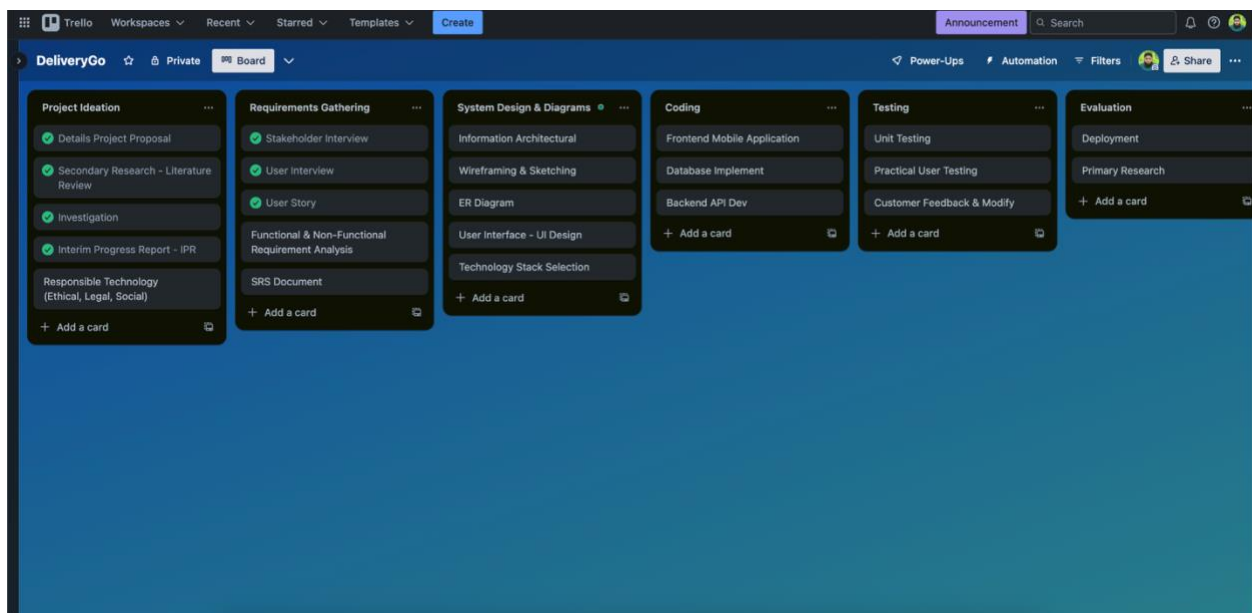 Trello Workspaces Recent Starred Templates Create Announcement Search
DeliveryGo Private Board Power-Ups Automation Filters Share
Project Ideation
Details Project Proposal
Secondary Research - Literature
Review
Investigation
Interim Progress Report - IPR
Responsible Technology
(Ethical, Legal, Social)
+ Add a card
Requirements Gathering
Stakeholder Interview
User Interview
User Story
Functional & Non-Functional
Requirement Analysis
SRS Document
+ Add a card
System Design & Diagrams
Information Architectural
Wireframing & Sketching
ER Diagram
User Interface - UI Design
Technology Stack Selection
+ Add a card
Coding
Frontend Mobile Application
Database Implement
Backend API Dev
+ Add a card
Testing
Unit Testing
Practical User Testing
Customer Feedback & Modify
+ Add a card
Evaluation
Deployment
Primary Research
+ Add a card